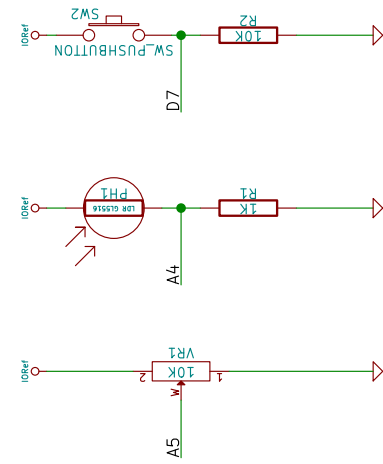 SW2
IORef
SW_PUSHBUTTON
R2
10K
D7
IORef
PH1
LDR GL5516
R1
1K
A4
IORef
VR1
2
10K
1
W
A5